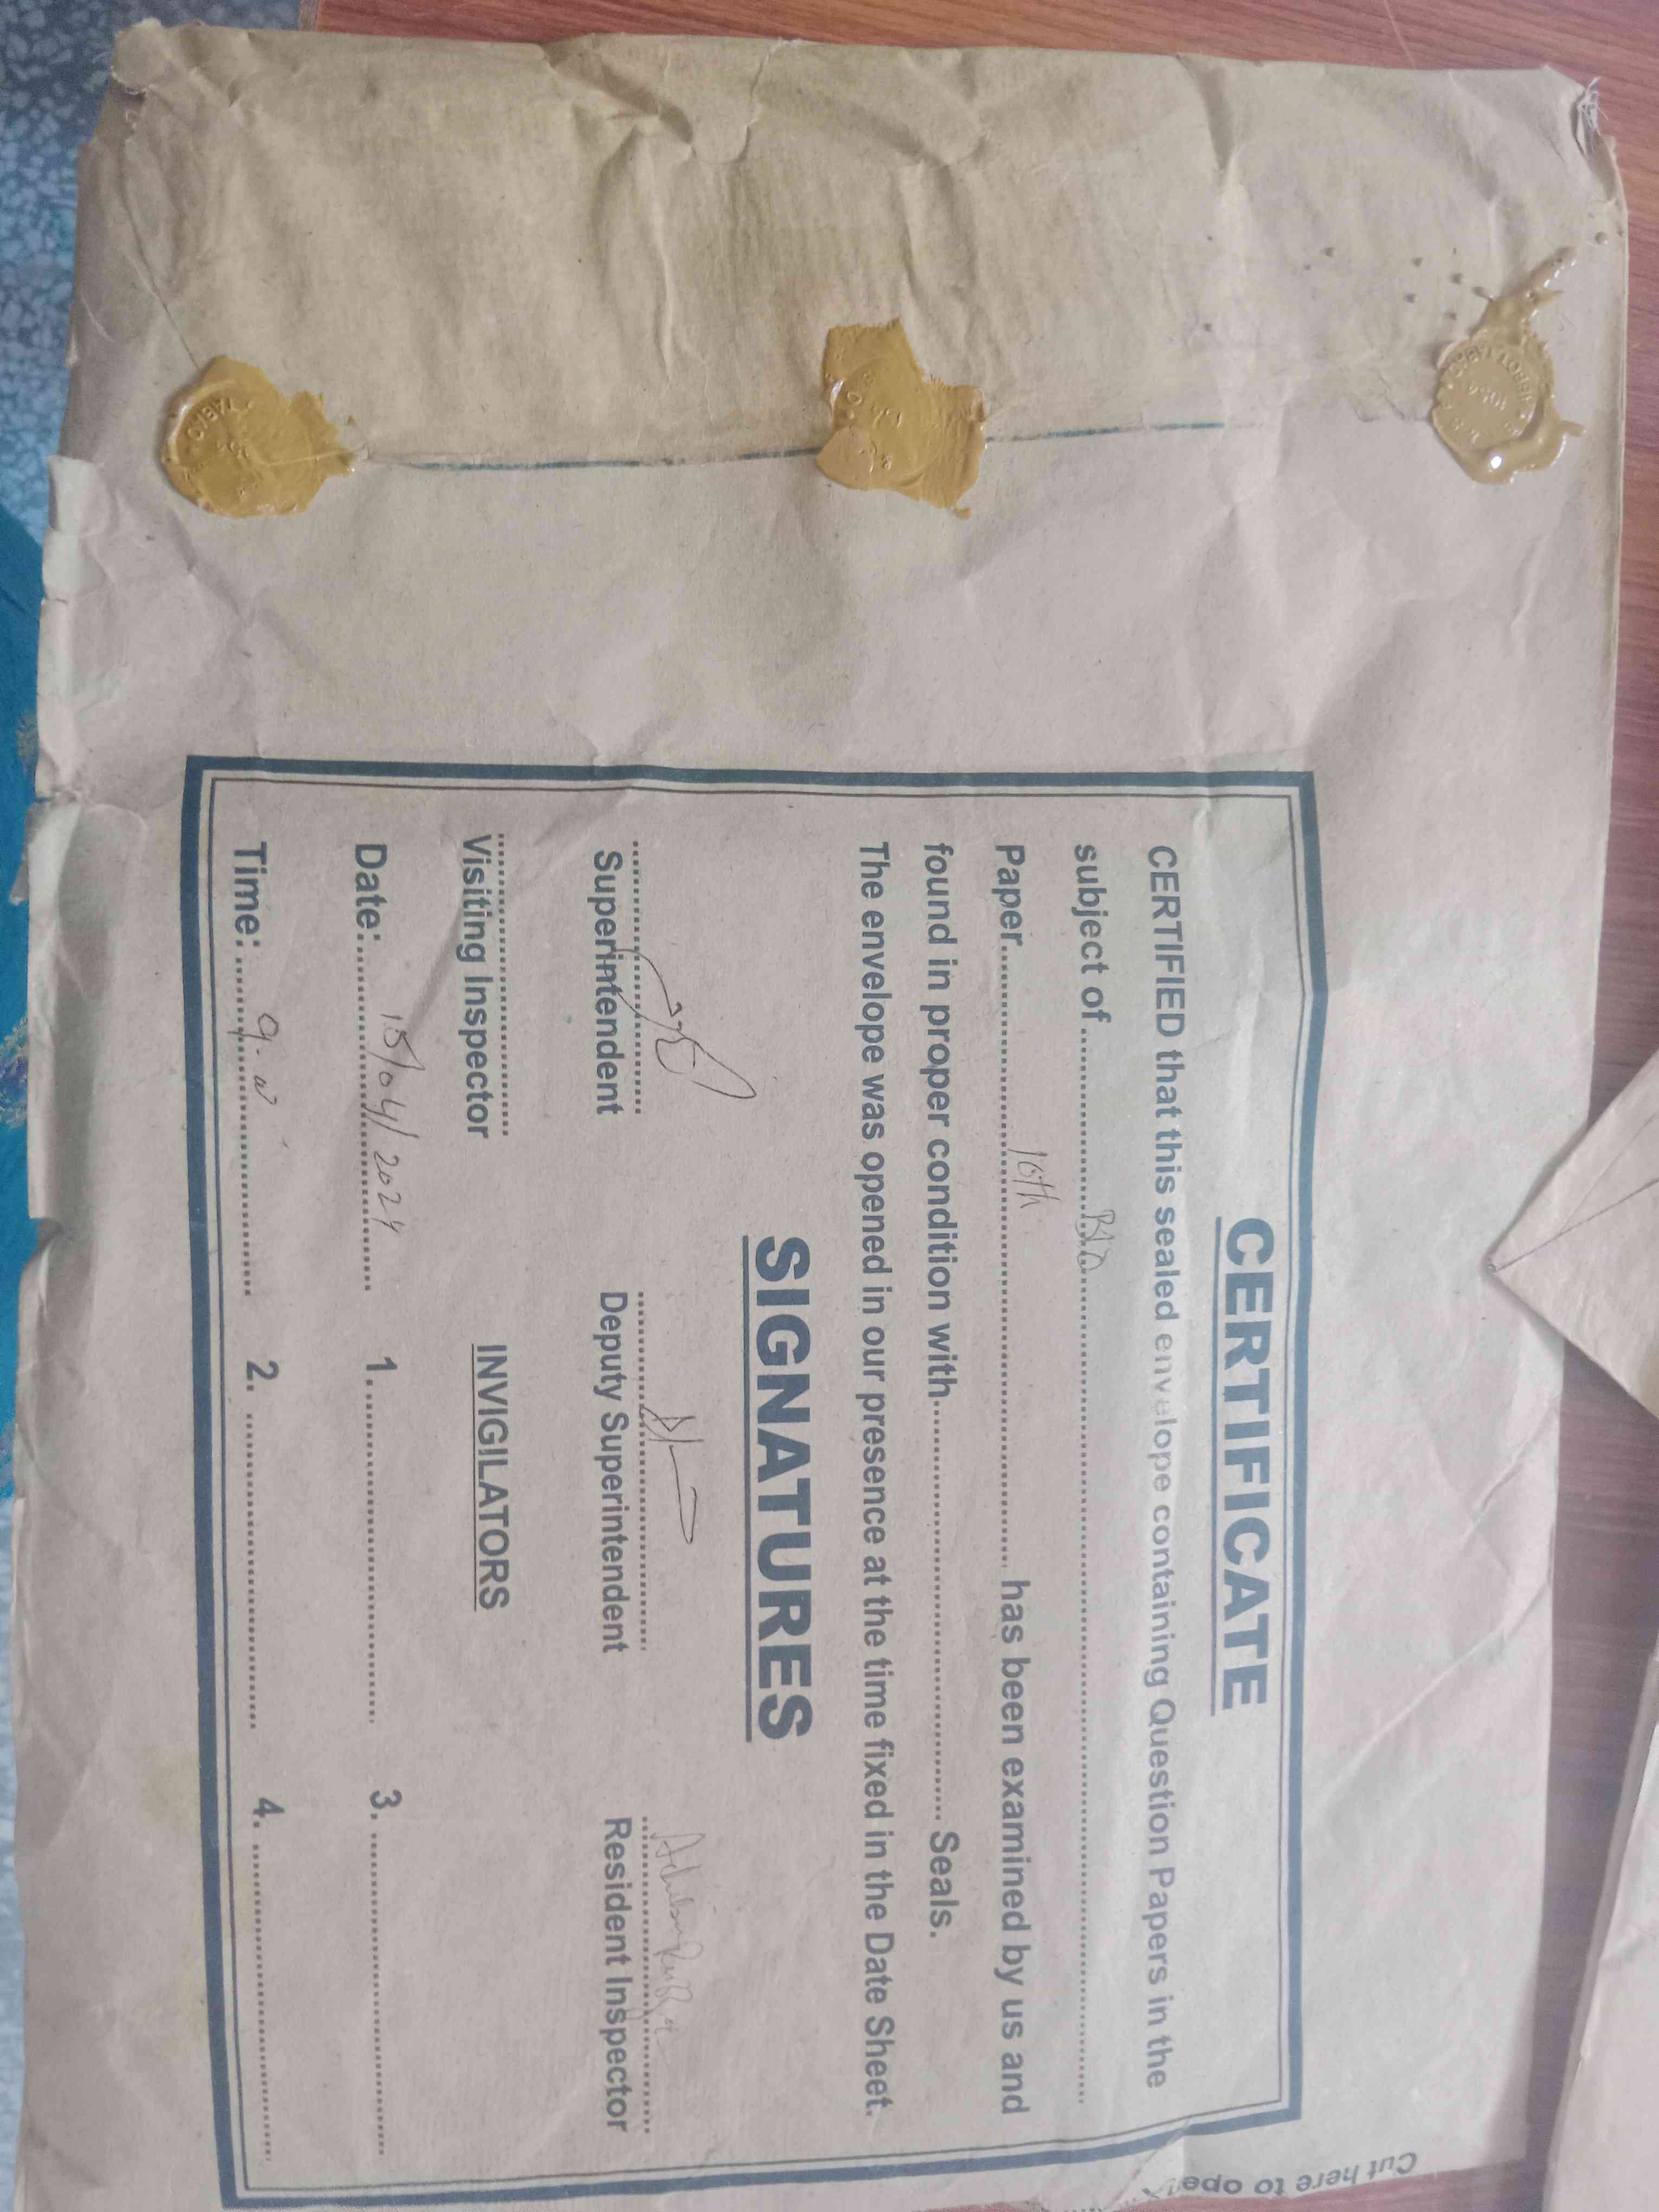 CERTIFICATE
CERTIFIED that this sealed envelope containing Question Papers in the
subject of.......... BIO ..........
Paper.......... 10th .......... has been examined by us and
found in proper condition with.......... Seals.
The envelope was opened in our presence at the time fixed in the Date Sheet.
SIGNATURES
Superintendent Deputy Superintendent Resident Inspector
Visiting Inspector INVIGILATORS
Date: 18/04/2024 1. .......... 3. ..........
Time: .......... 2. .......... 4. ..........
Cut here to open